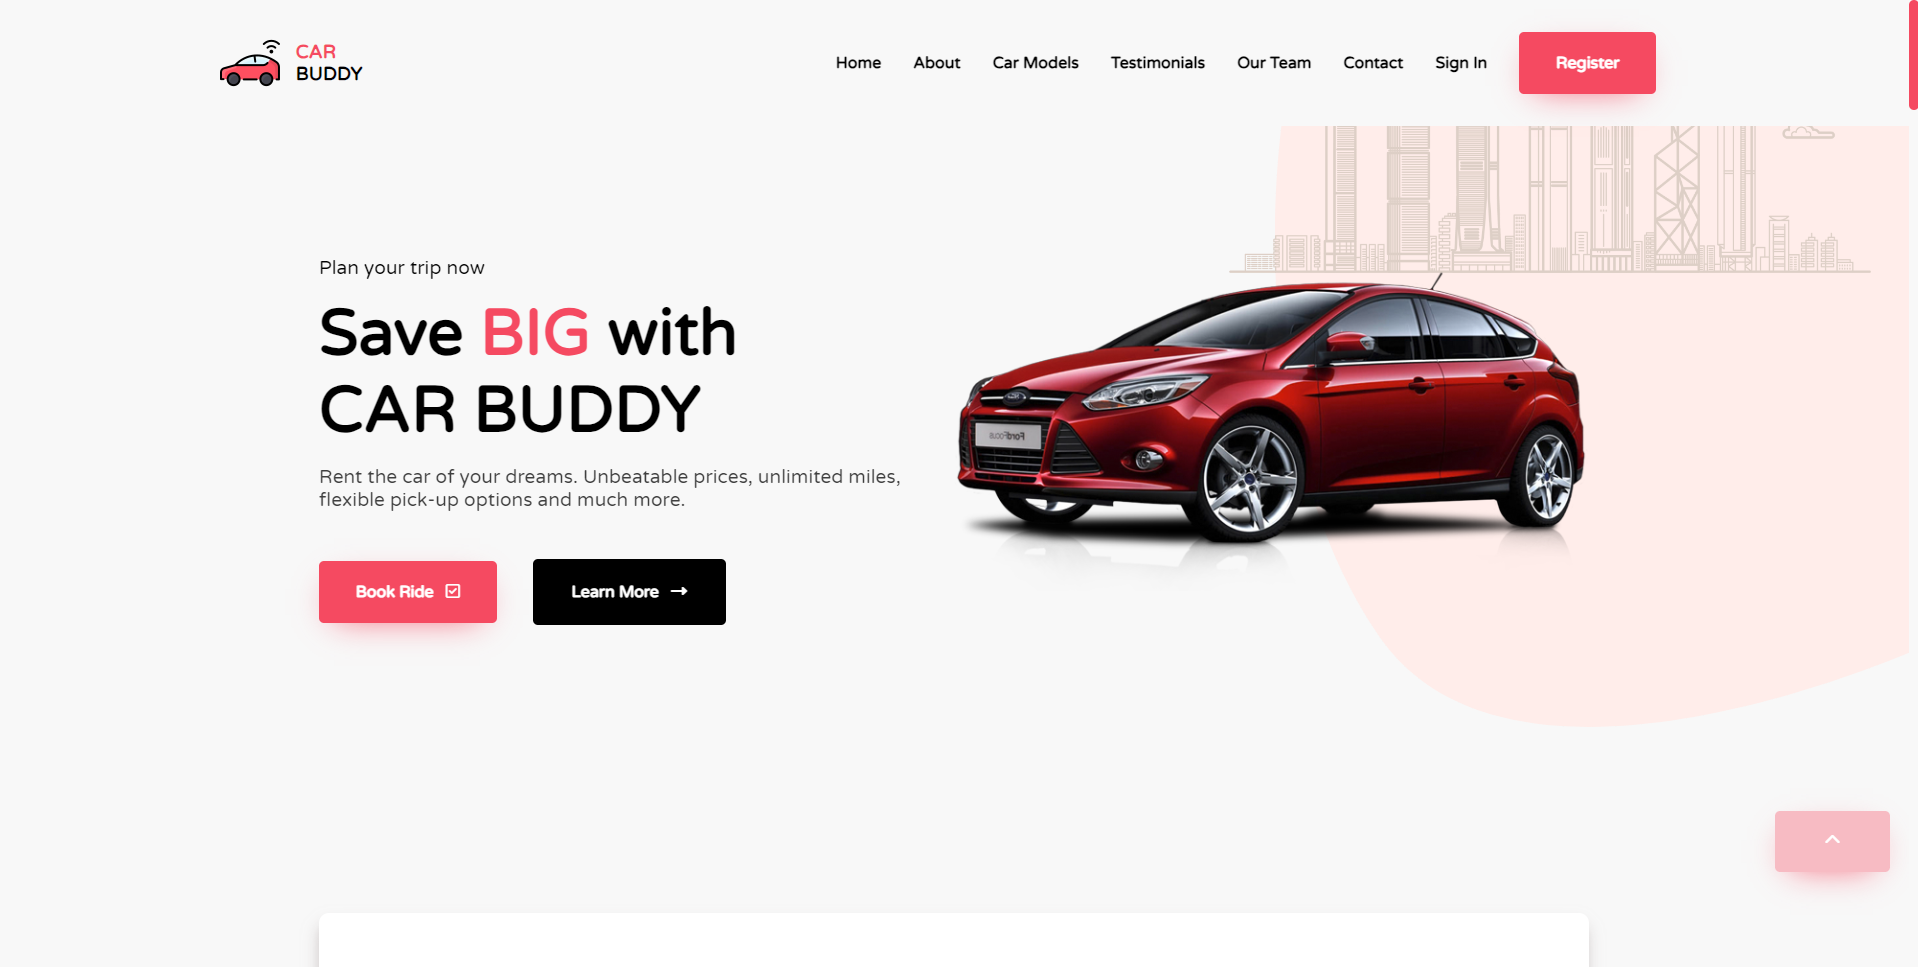 CAR
BUDDY
Home About Car Models Testimonials Our Team Contact Sign In Register
Plan your trip now
Save BIG with
CAR BUDDY
Rent the car of your dreams. Unbeatable prices, unlimited miles,
flexible pick-up options and much more.
Book Ride Learn More
FordFocus